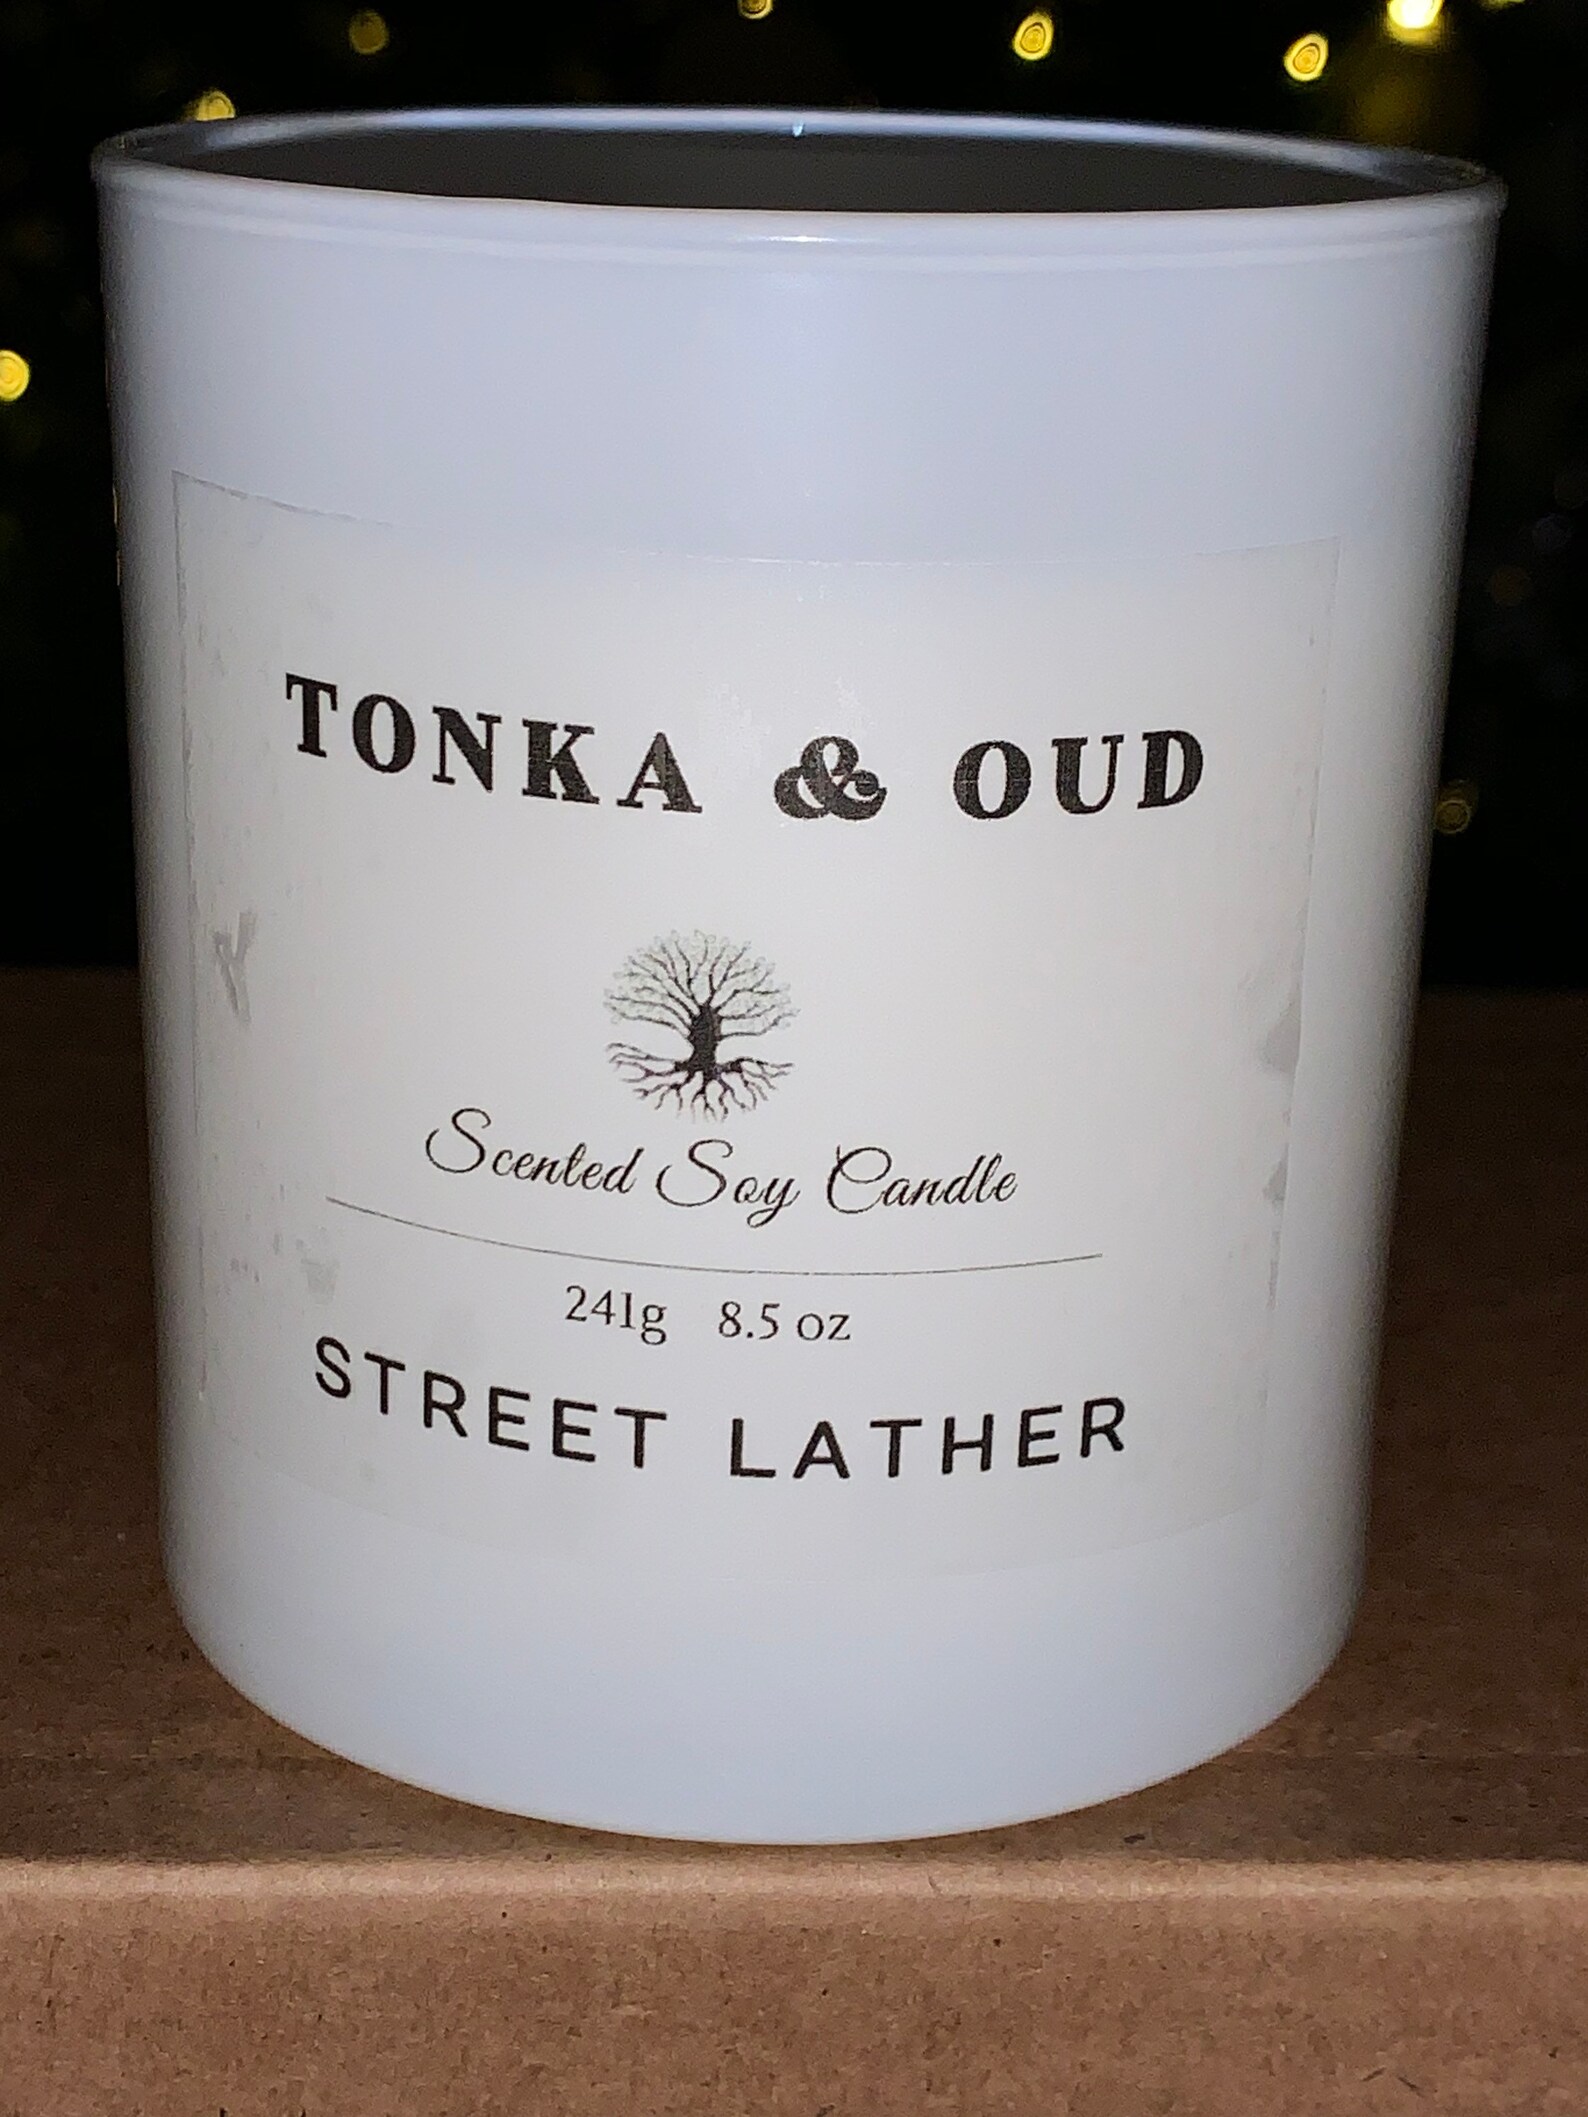 TONKA & OUD
Scented Soy Candle
241g 8.5 oz
STREET LATHER